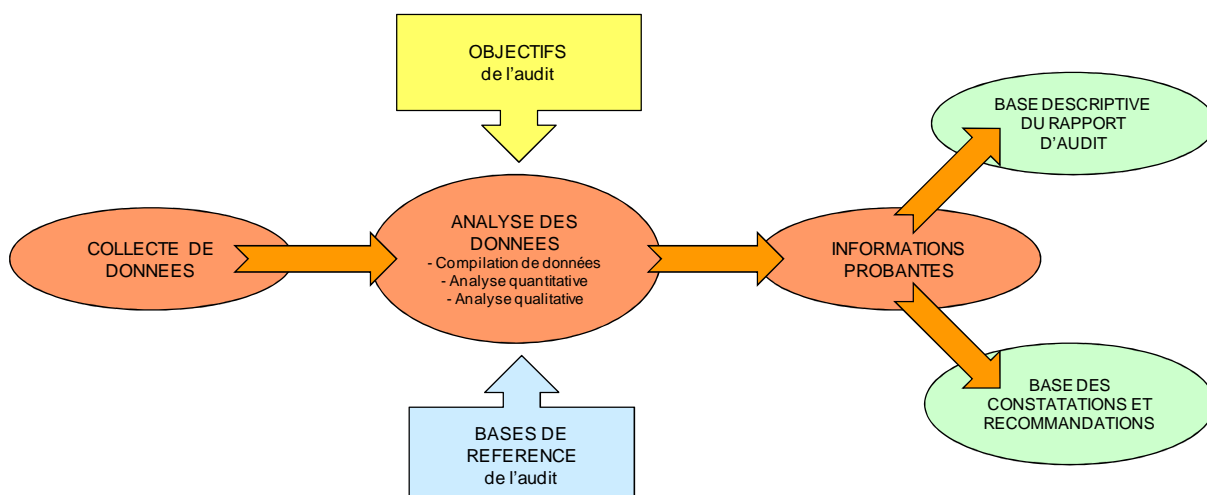 OBJECTIFS
de l'audit
BASE DESCRIPTIVE
DU RAPPORT
D'AUDIT
COLLECTE DE
DONNEES
ANALYSE DES
DONNEES
- Compilation de données
- Analyse quantitative
- Analyse qualitative
INFORMATIONS
PROBANTES
BASE DES
CONSTATATIONS ET
RECOMMANDATIONS
BASES DE
REFERENCE
de l'audit